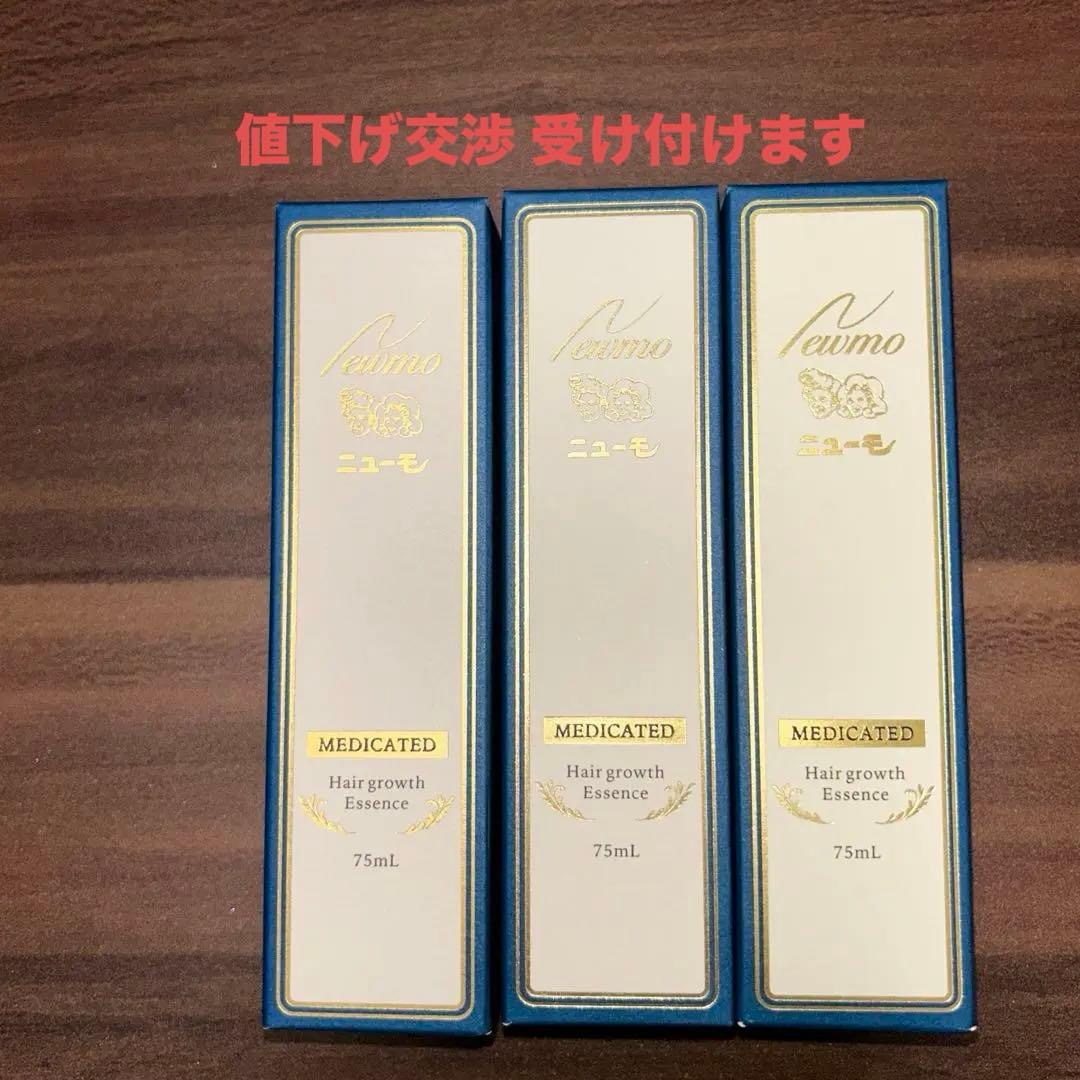 値下げ交渉 受け付けます
Newmo
ニューモ
MEDICATED
Hair growth
Essence
75mL
Newmo
ニューモ
MEDICATED
Hair growth
Essence
75mL
Newmo
ニューモ
MEDICATED
Hair growth
Essence
75mL